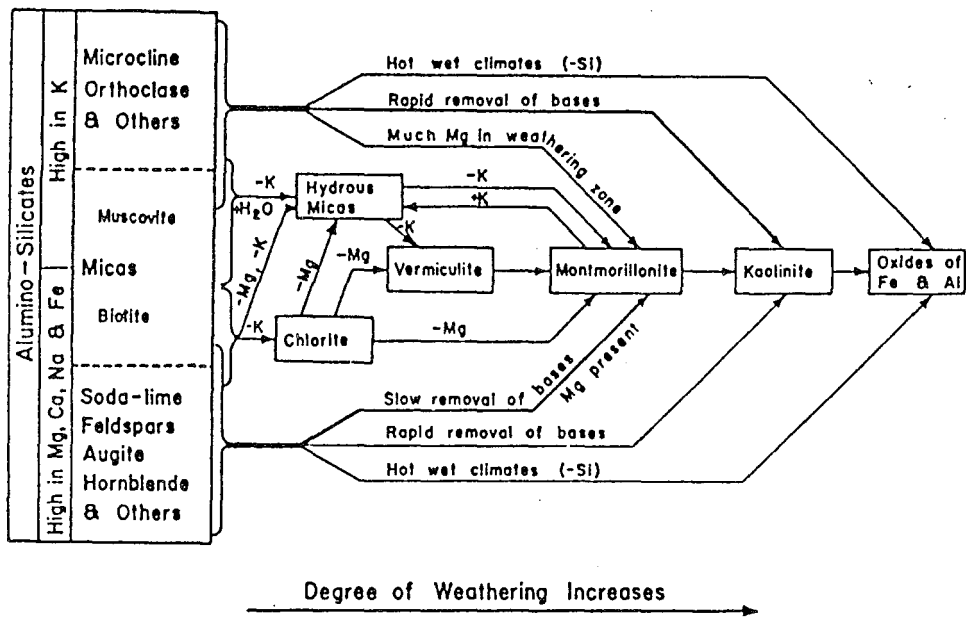 Alumino-Silicates
High in K
High in Mg, Ca, Na & Fe
Microcline
Orthoclase
& Others
Muscovite
Micas
Biotite
Soda-lime
Feldspars
Augite
Hornblende
& Others
Hot wet climates (-Si)
Rapid removal of bases
Much Mg in weathering zone
-K
+H₂O
-Mg, -K
-K
Hydrous
Micas
-K
+K
-K
-Mg
-Mg
Vermiculite
Montmorillonite
Kaolinite
Oxides of
Fe & Al
Chlorite
-Mg
Slow removal of bases
Mg present
Rapid removal of bases
Hot wet climates (-Si)
Degree of Weathering Increases